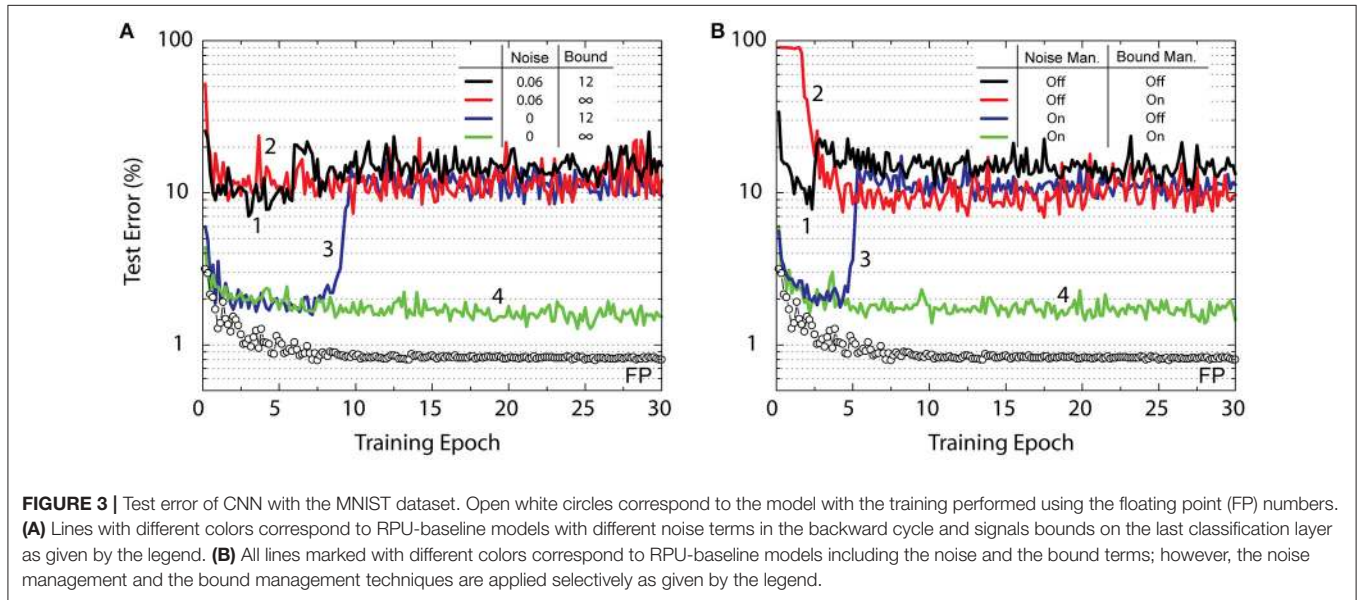 A
100
10
1
Test Error (%)
Noise Bound
0.06 12
0.06 ∞
0 12
0 ∞
2
1
3
4
FP
0 5 10 15 20 25 30
Training Epoch
B
100
10
1
Noise Man. Bound Man.
Off Off
Off On
On Off
On On
2
1
3
4
FP
0 5 10 15 20 25 30
Training Epoch
FIGURE 3 | Test error of CNN with the MNIST dataset. Open white circles correspond to the model with the training performed using the floating point (FP) numbers.
(A) Lines with different colors correspond to RPU-baseline models with different noise terms in the backward cycle and signals bounds on the last classification layer
as given by the legend. (B) All lines marked with different colors correspond to RPU-baseline models including the noise and the bound terms; however, the noise
management and the bound management techniques are applied selectively as given by the legend.